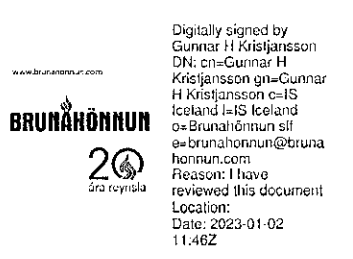 www.brunahonnun.com
BRUNAHÖNNUN
20
ára reynsla
Digitally signed by
Gunnar H Kristjansson
DN: cn=Gunnar H
Kristjansson gn=Gunnar
H Kristjansson c=IS
Iceland l=IS Iceland
o=Brunahönnun slf
e=brunahonnun@bruna
honnun.com
Reason: I have
reviewed this document
Location:
Date: 2023-01-02
11:46Z